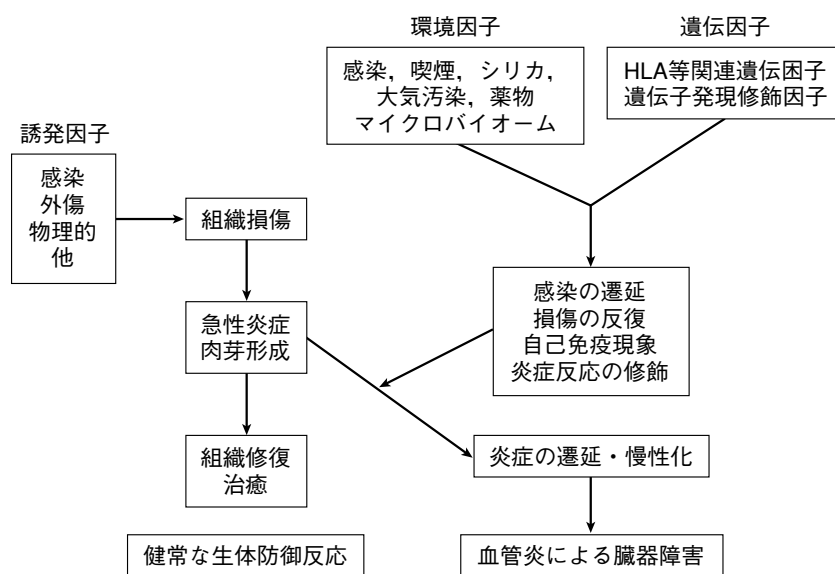 環境因子
感染，喫煙，シリカ，
大気汚染，薬物
マイクロバイオーム
遺伝因子
HLA等関連遺伝困子
遺伝子発現修飾因子
誘発因子
感染
外傷
物理的
他
組織損傷
急性炎症
肉芽形成
感染の遷延
損傷の反復
自己免疫現象
炎症反応の修飾
組織修復
治癒
炎症の遷延・慢性化
健常な生体防御反応
血管炎による臓器障害